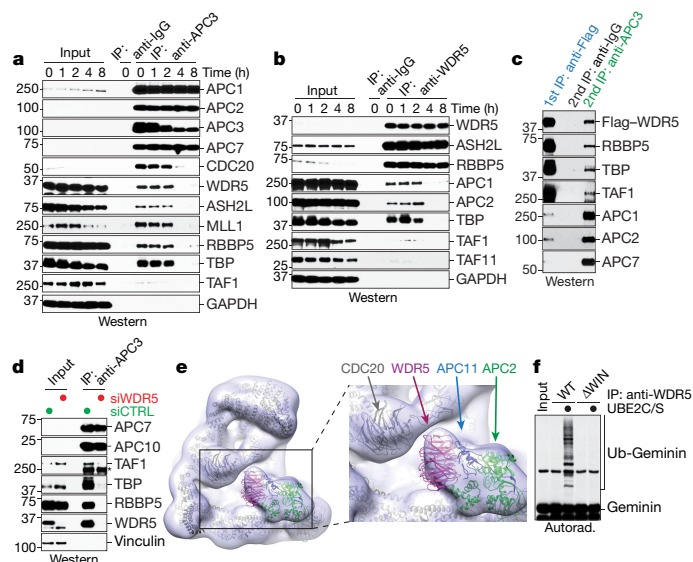 a
Input
IP: anti-IgG
IP: anti-APC3
0 1 2 4 8 0 0 1 2 4 8 Time (h)
250 APC1
100 APC2
100 APC3
75 APC7
50 CDC20
37 WDR5
75 ASH2L
250 MLL1
75 RBBP5
37 TBP
250 TAF1
37 GAPDH
Western
b
Input
IP: anti-IgG
IP: anti-WDR5
0 1 2 4 8 0 0 1 2 4 8 Time (h)
37 WDR5
75 ASH2L
75 RBBP5
250 APC1
100 APC2
37 TBP
250 TAF1
25 TAF11
37 GAPDH
Western
c
1st IP: anti-Flag
2nd IP: anti-IgG
2nd IP: anti-APC3
37 Flag–WDR5
75 RBBP5
37 TBP
250 TAF1
250 APC1
100 APC2
50 APC7
Western
d
Input
IP: anti-APC3
siWDR5
siCTRL
75 APC7
25 APC10
250 TAF1
*
37 TBP
75 RBBP5
37 WDR5
100 Vinculin
Western
e
CDC20 WDR5 APC11 APC2
f
Input
WT
ΔWIN
IP: anti-WDR5
UBE2C/S
Ub-Geminin
Geminin
Autorad.